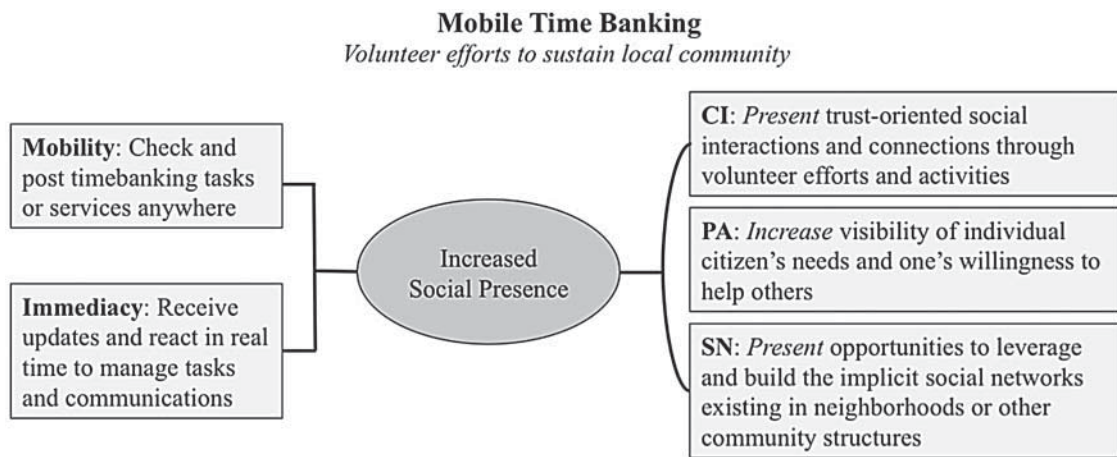 Mobile Time Banking
Volunteer efforts to sustain local community
Mobility: Check and
post timebanking tasks
or services anywhere
Immediacy: Receive
updates and react in real
time to manage tasks
and communications
Increased
Social Presence
CI: Present trust-oriented social
interactions and connections through
volunteer efforts and activities
PA: Increase visibility of individual
citizen's needs and one's willingness to
help others
SN: Present opportunities to leverage
and build the implicit social networks
existing in neighborhoods or other
community structures